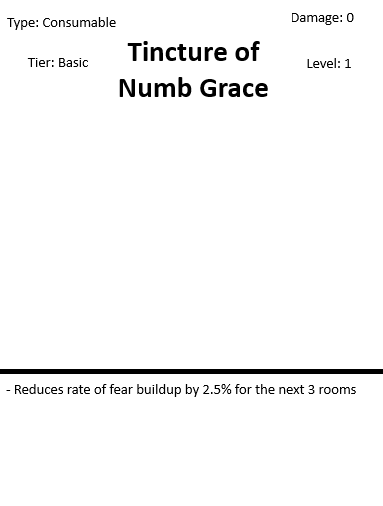 Type: Consumable
Damage: 0
Tincture of
Numb Grace
Tier: Basic
Level: 1
- Reduces rate of fear buildup by 2.5% for the next 3 rooms